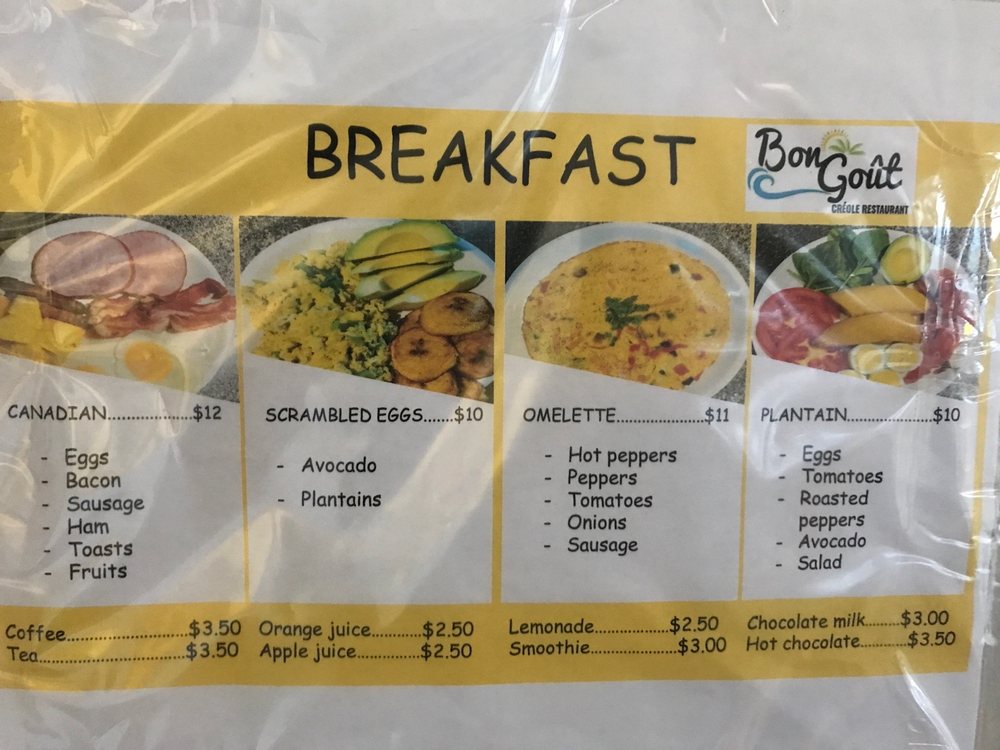 BREAKFAST
Bon Goût
CRÉOLE RESTAURANT
CANADIAN....................$12
- Eggs
- Bacon
- Sausage
- Ham
- Toasts
- Fruits
SCRAMBLED EGGS.......$10
- Avocado
- Plantains
OMELETTE......................$11
- Hot peppers
- Peppers
- Tomatoes
- Onions
- Sausage
PLANTAIN......................$10
- Eggs
- Tomatoes
- Roasted
peppers
- Avocado
- Salad
Coffee..........................$3.50
Tea................................$3.50
Orange juice............$2.50
Apple juice...............$2.50
Lemonade.................$2.50
Smoothie...................$3.00
Chocolate milk.........$3.00
Hot chocolate............$3.50